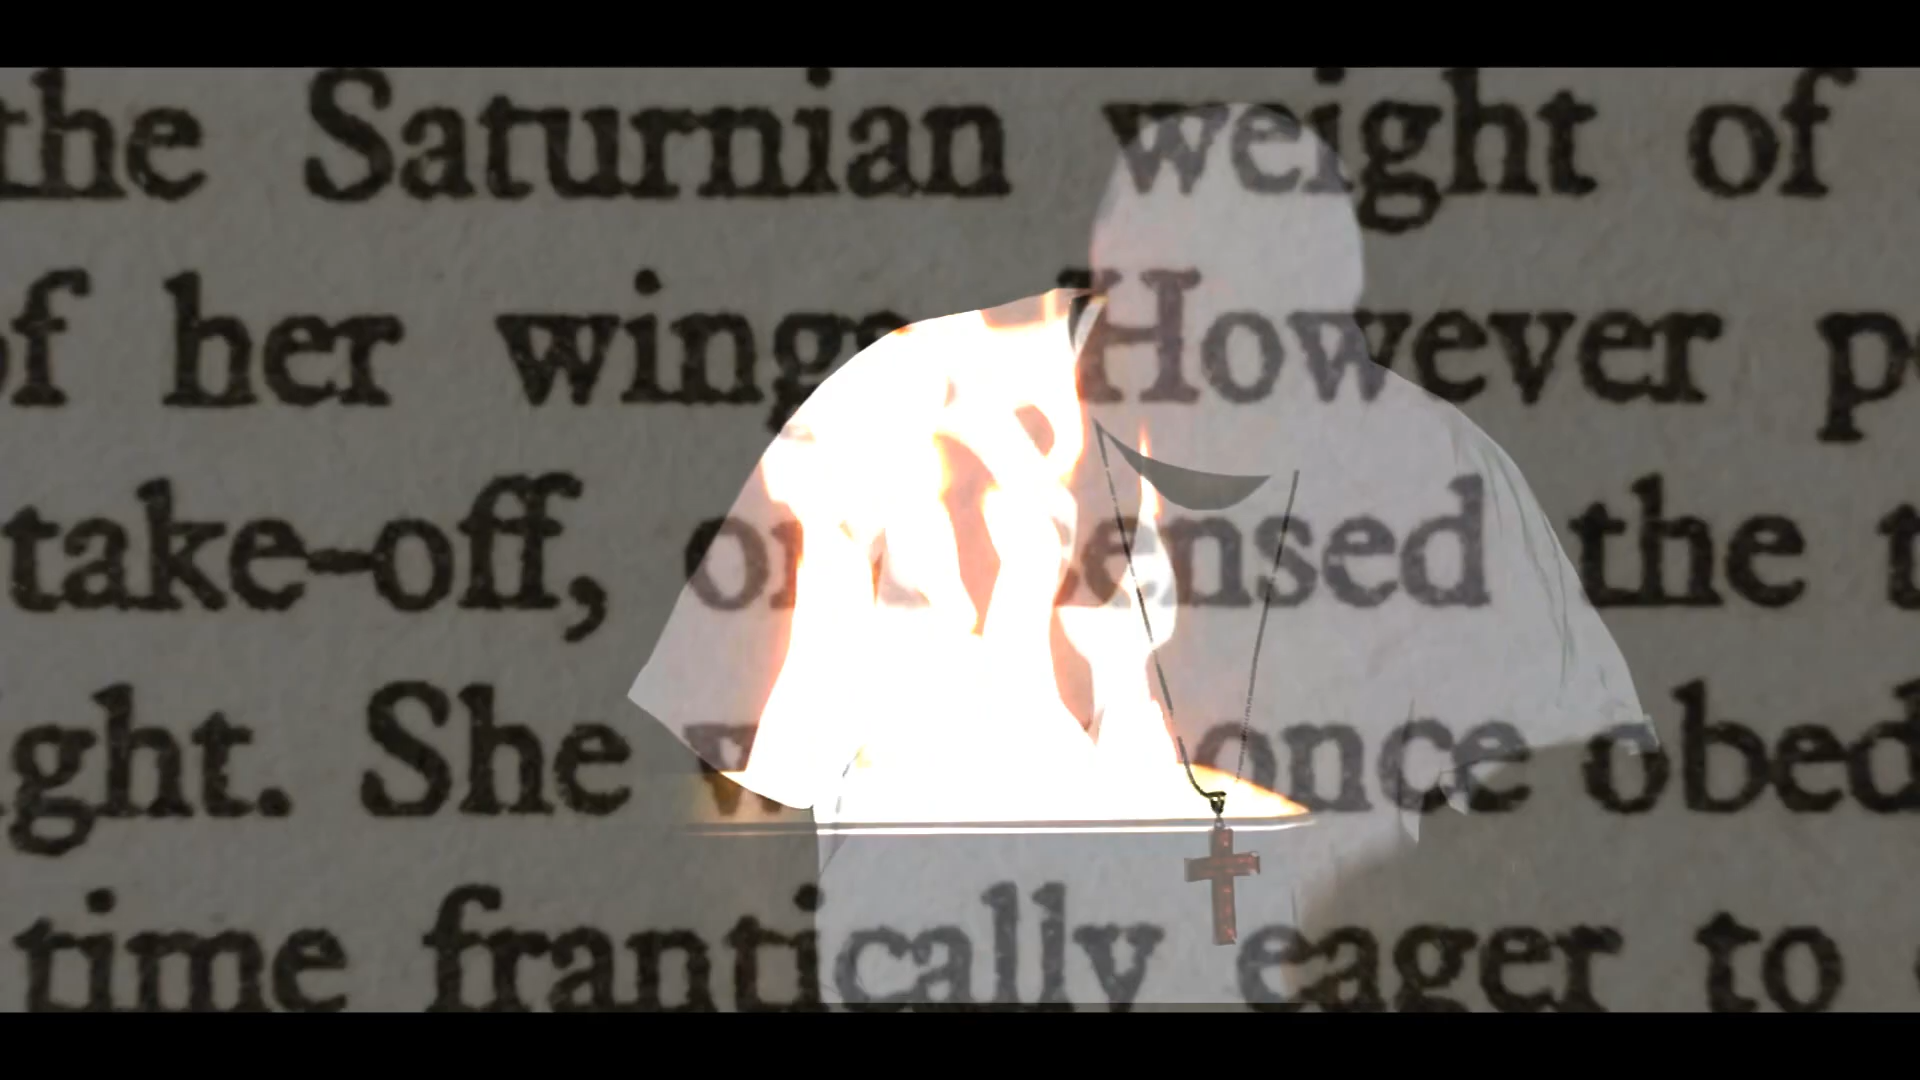 the Saturnian weight of
of her wings However
take-off, or sensed the
ght. She once obed
time frantically eager to